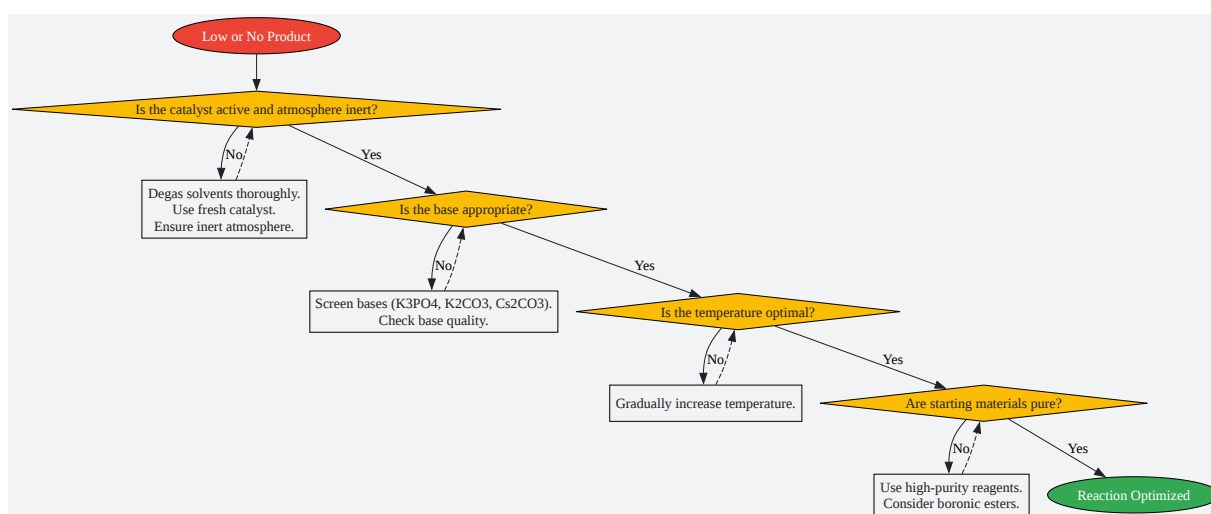 Low or No Product
Is the catalyst active and atmosphere inert?
No
Yes
Degas solvents thoroughly.
Use fresh catalyst.
Ensure inert atmosphere.
Is the base appropriate?
No
Yes
Screen bases (K3PO4, K2CO3, Cs2CO3).
Check base quality.
Is the temperature optimal?
No
Yes
Gradually increase temperature.
Are starting materials pure?
No
Yes
Use high-purity reagents.
Consider boronic esters.
Reaction Optimized